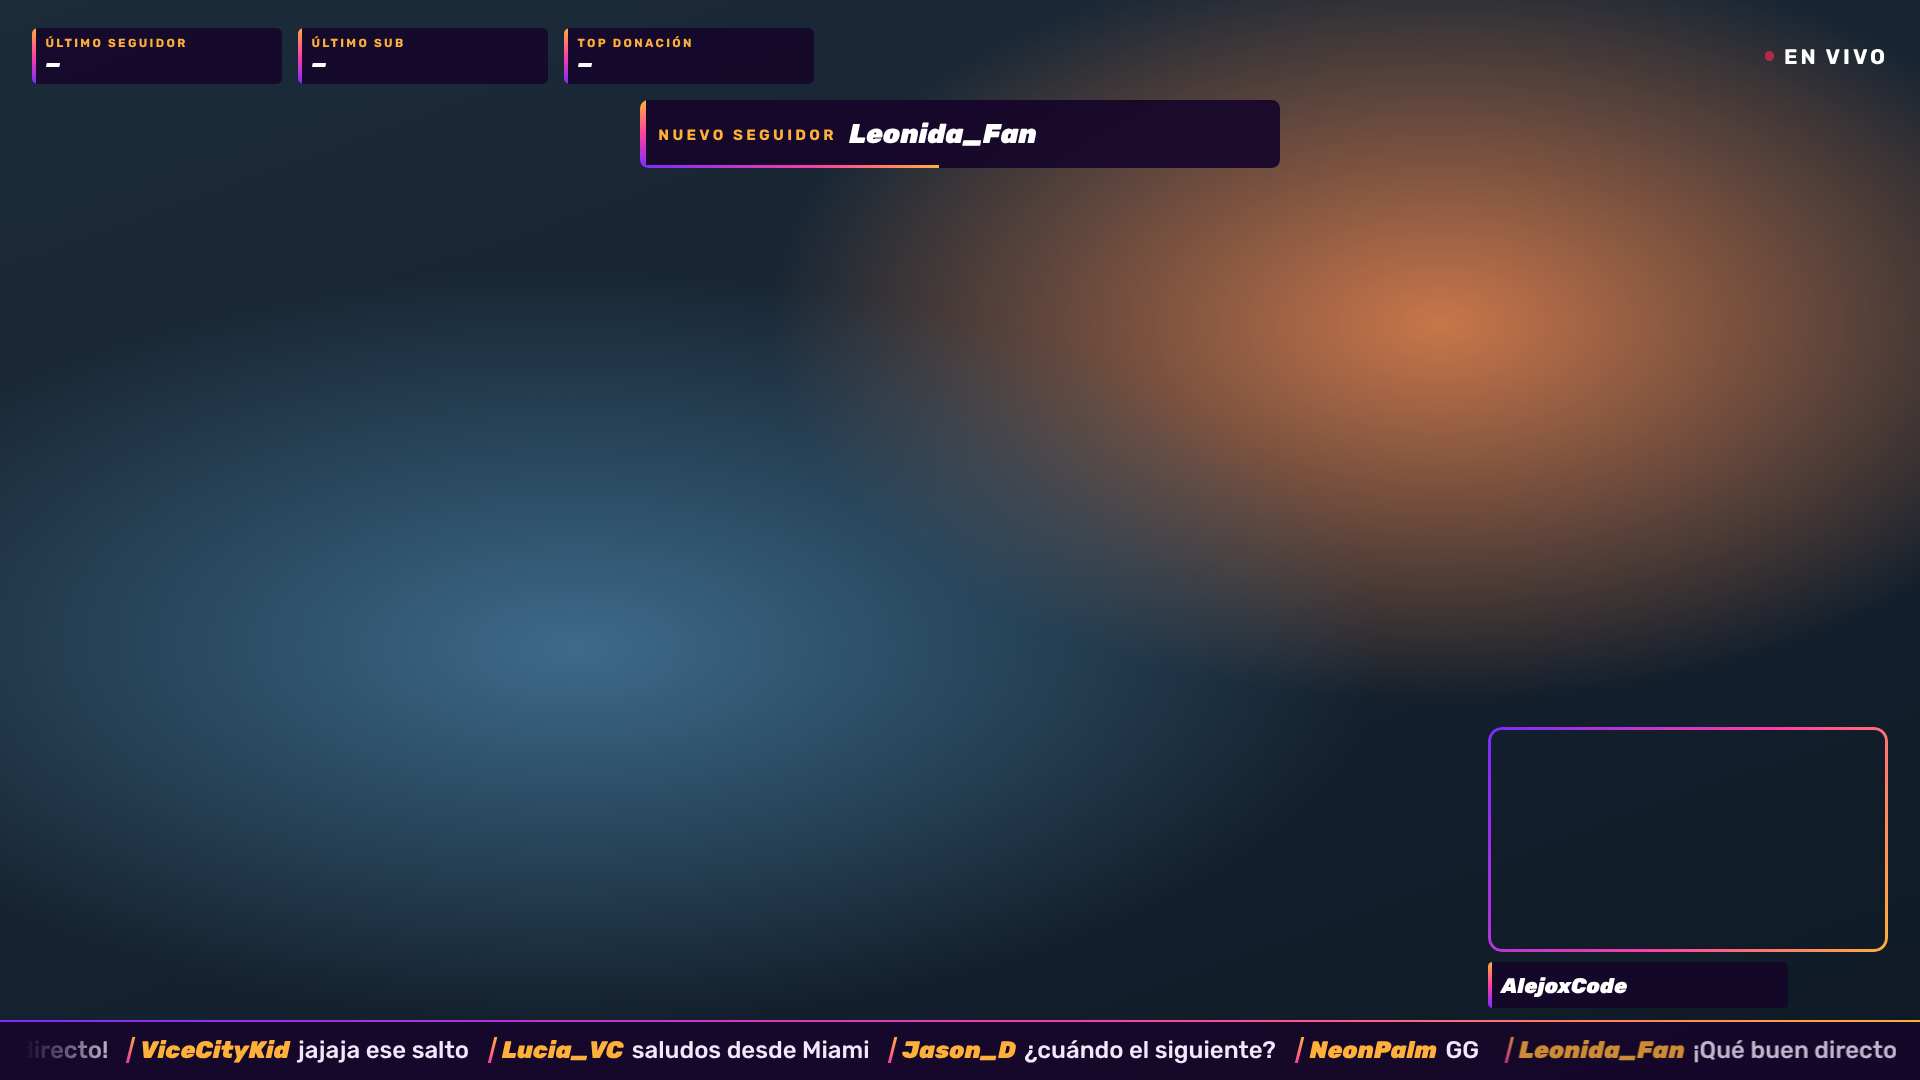 ÚLTIMO SEGUIDOR
–
ÚLTIMO SUB
–
TOP DONACIÓN
–
EN VIVO
NUEVO SEGUIDOR Leonida_Fan
AlejoxCode
directo! / ViceCityKid jajaja ese salto / Lucia_VC saludos desde Miami / Jason_D ¿cuándo el siguiente? / NeonPalm GG / Leonida_Fan ¡Qué buen directo